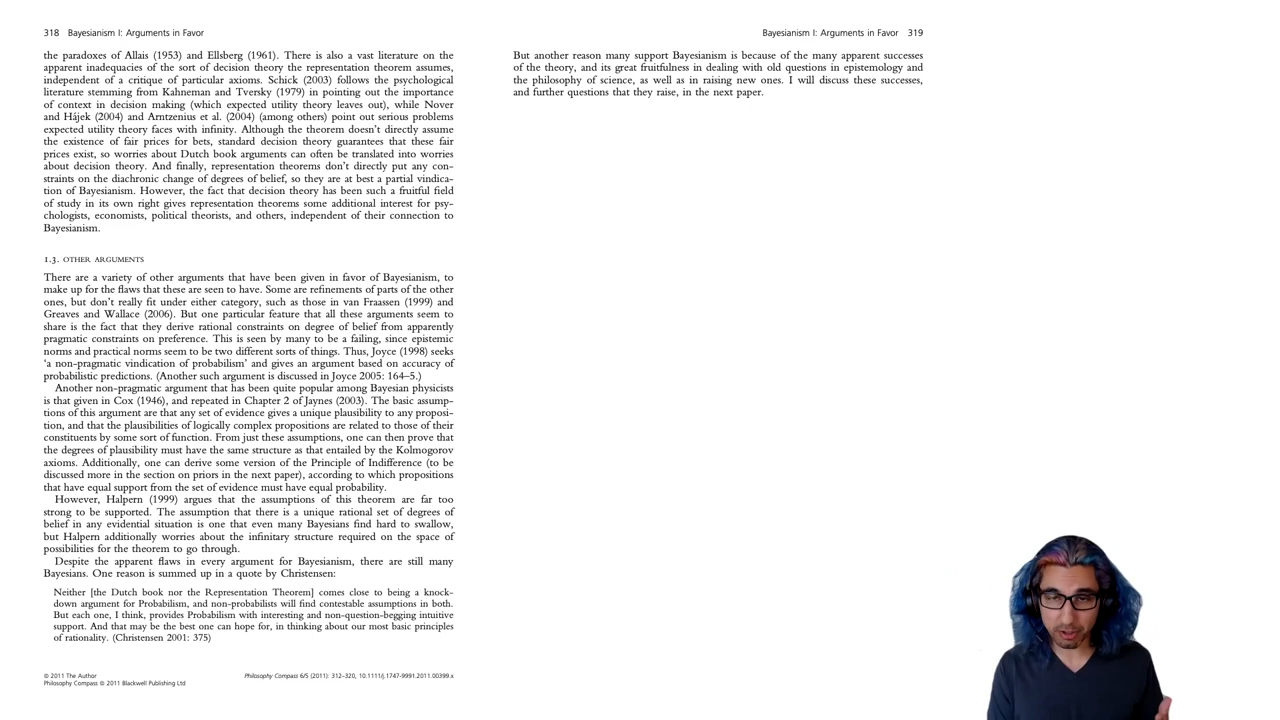 318 Bayesianism I: Arguments in Favor
the paradoxes of Allais (1953) and Ellsberg (1961). There is also a vast literature on the
apparent inadequacies of the sort of decision theory the representation theorem assumes,
independent of a critique of particular axioms. Schick (2003) follows the psychological
literature stemming from Kahneman and Tversky (1979) in pointing out the importance
of context in decision making (which expected utility theory leaves out), while Nover
and Hájek (2004) and Arntzenius et al. (2004) (among others) point out serious problems
expected utility theory faces with infinity. Although the theorem doesn't directly assume
the existence of fair prices for bets, standard decision theory guarantees that these fair
prices exist, so worries about Dutch book arguments can often be translated into worries
about decision theory. And finally, representation theorems don't directly put any con-
straints on the diachronic change of degrees of belief, so they are at best a partial vindica-
tion of Bayesianism. However, the fact that decision theory has been such a fruitful field
of study in its own right gives representation theorems some additional interest for psy-
chologists, economists, political theorists, and others, independent of their connection to
Bayesianism.
1.3. OTHER ARGUMENTS
There are a variety of other arguments that have been given in favor of Bayesianism, to
make up for the flaws that these are seen to have. Some are refinements of parts of the other
ones, but don't really fit under either category, such as those in van Fraassen (1999) and
Greaves and Wallace (2006). But one particular feature that all these arguments seem to
share is the fact that they derive rational constraints on degree of belief from apparently
pragmatic constraints on preference. This is seen by many to be a failing, since epistemic
norms and practical norms seem to be two different sorts of things. Thus, Joyce (1998) seeks
'a non-pragmatic vindication of probabilism' and gives an argument based on accuracy of
probabilistic predictions. (Another such argument is discussed in Joyce 2005: 164–5.)
Another non-pragmatic argument that has been quite popular among Bayesian physicists
is that given in Cox (1946), and repeated in Chapter 2 of Jaynes (2003). The basic assump-
tions of this argument are that any set of evidence gives a unique plausibility to any proposi-
tion, and that the plausibilities of logically complex propositions are related to those of their
constituents by some sort of function. From just these assumptions, one can then prove that
the degrees of plausibility must have the same structure as that entailed by the Kolmogorov
axioms. Additionally, one can derive some version of the Principle of Indifference (to be
discussed more in the section on priors in the next paper), according to which propositions
that have equal support from the set of evidence must have equal probability.
However, Halpern (1999) argues that the assumptions of this theorem are far too
strong to be supported. The assumption that there is a unique rational set of degrees of
belief in any evidential situation is one that even many Bayesians find hard to swallow,
but Halpern additionally worries about the infinitary structure required on the space of
possibilities for the theorem to go through.
Despite the apparent flaws in every argument for Bayesianism, there are still many
Bayesians. One reason is summed up in a quote by Christensen:
Neither [the Dutch book nor the Representation Theorem] comes close to being a knock-
down argument for Probabilism, and non-probabilists will find contestable assumptions in both.
But each one, I think, provides Probabilism with interesting and non-question-begging intuitive
support. And that may be the best one can hope for, in thinking about our most basic principles
of rationality. (Christensen 2001: 375)
© 2011 The Author
Philosophy Compass © 2011 Blackwell Publishing Ltd
Philosophy Compass 6/5 (2011): 312–320, 10.1111/j.1747-9991.2011.00399.x
Bayesianism I: Arguments in Favor 319
But another reason many support Bayesianism is because of the many apparent successes
of the theory, and its great fruitfulness in dealing with old questions in epistemology and
the philosophy of science, as well as in raising new ones. I will discuss these successes,
and further questions that they raise, in the next paper.